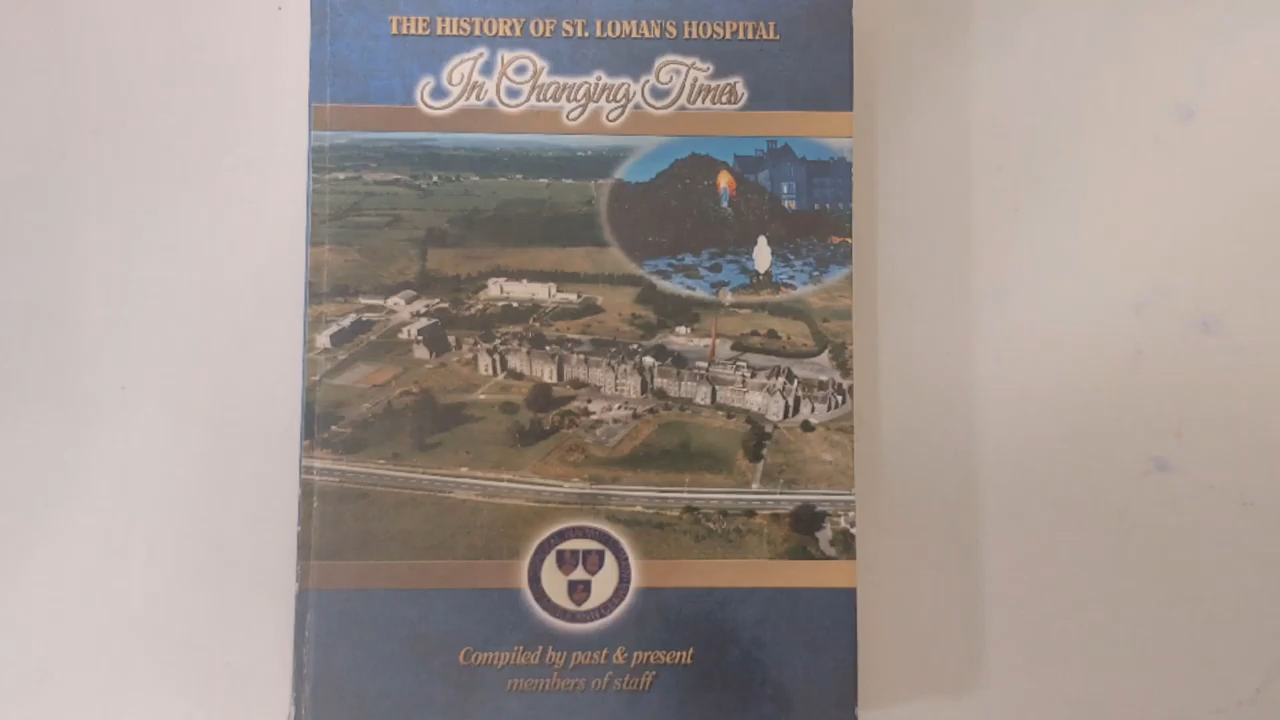 THE HISTORY OF ST. LOMAN'S HOSPITAL
In Changing Times
Compiled by past & present
members of staff